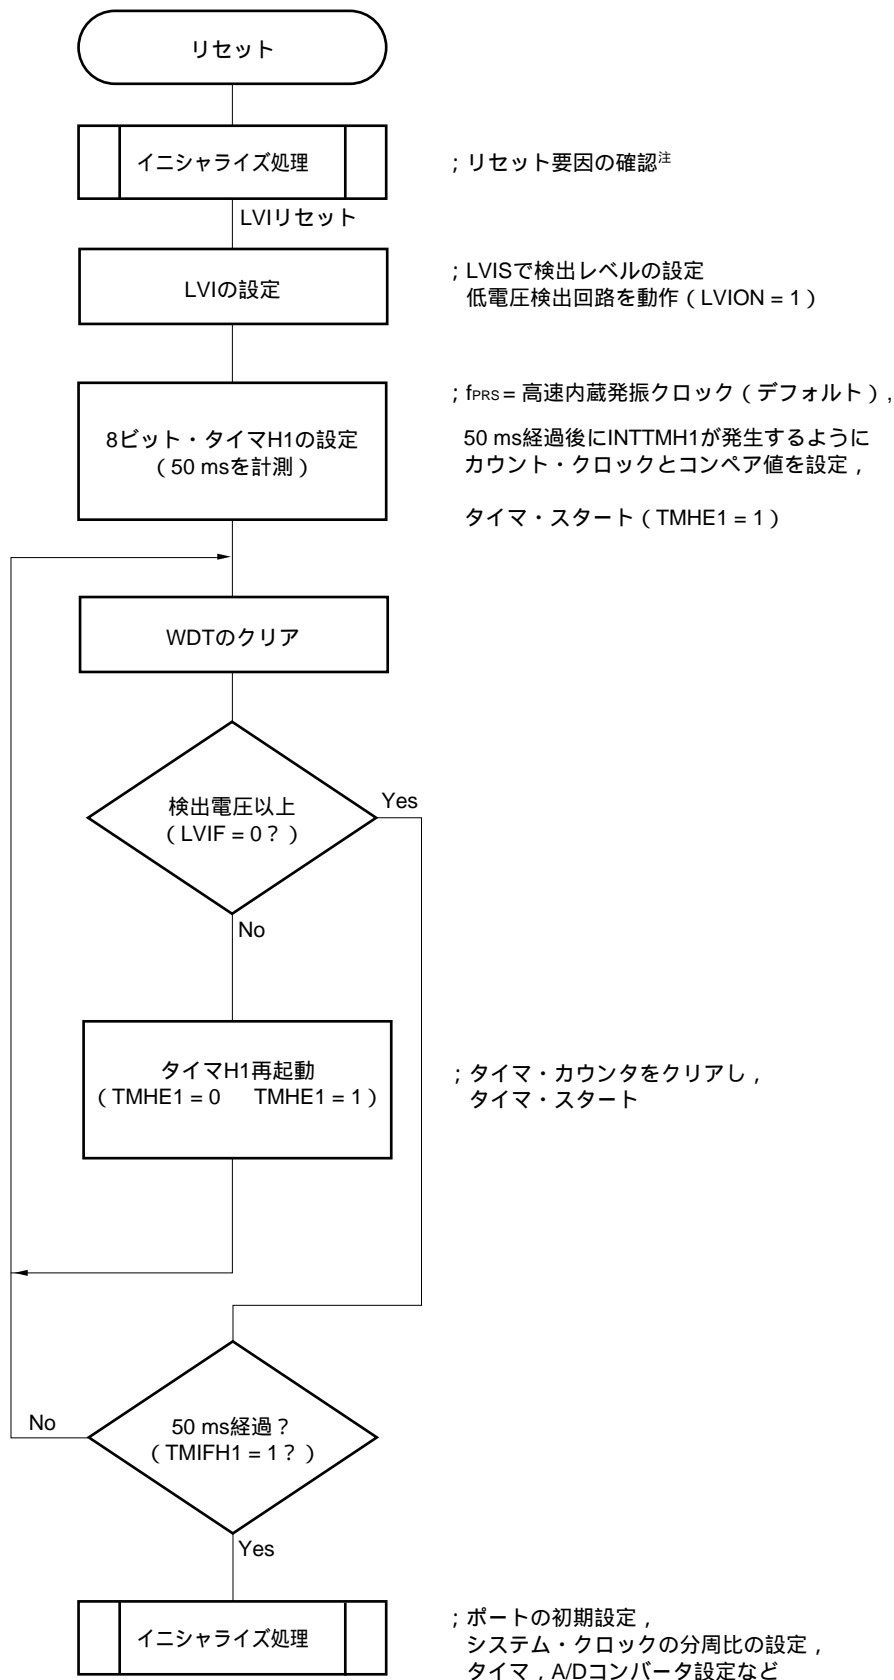 リセット
イニシャライズ処理
；リセット要因の確認注
LVIリセット
LVIの設定
；LVISで検出レベルの設定
低電圧検出回路を動作（LVION = 1）
8ビット・タイマH1の設定
（50 msを計測）
；fPRS = 高速内蔵発振クロック（デフォルト），
50 ms経過後にINTTMH1が発生するように
カウント・クロックとコンペア値を設定，
タイマ・スタート（TMHE1 = 1）
WDTのクリア
検出電圧以上
（LVIF = 0？）
Yes
No
タイマH1再起動
（TMHE1 = 0　TMHE1 = 1）
；タイマ・カウンタをクリアし，
タイマ・スタート
No
50 ms経過？
（TMIFH1 = 1？）
Yes
イニシャライズ処理
；ポートの初期設定，
システム・クロックの分周比の設定，
タイマ，A/Dコンバータ設定など